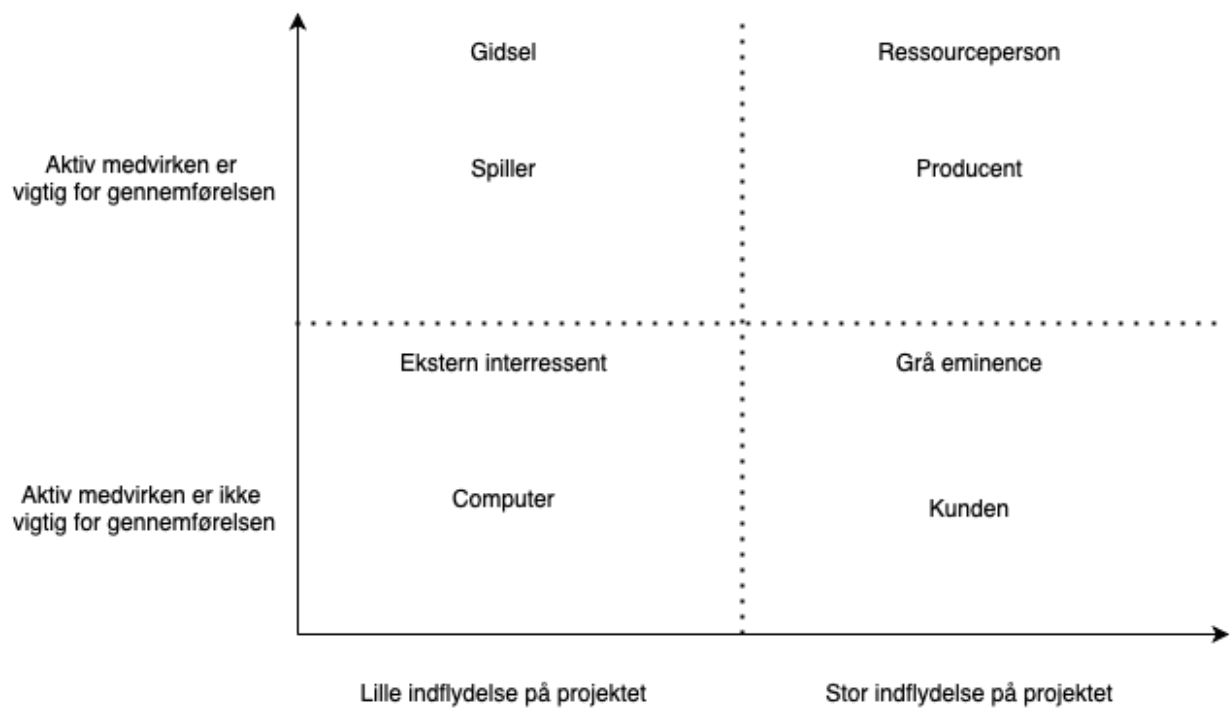 Gidsel
Ressourceperson
Aktiv medvirken er
vigtig for gennemførelsen
Spiller
Producent
Ekstern interressent
Grå eminence
Aktiv medvirken er ikke
vigtig for gennemførelsen
Computer
Kunden
Lille indflydelse på projektet
Stor indflydelse på projektet